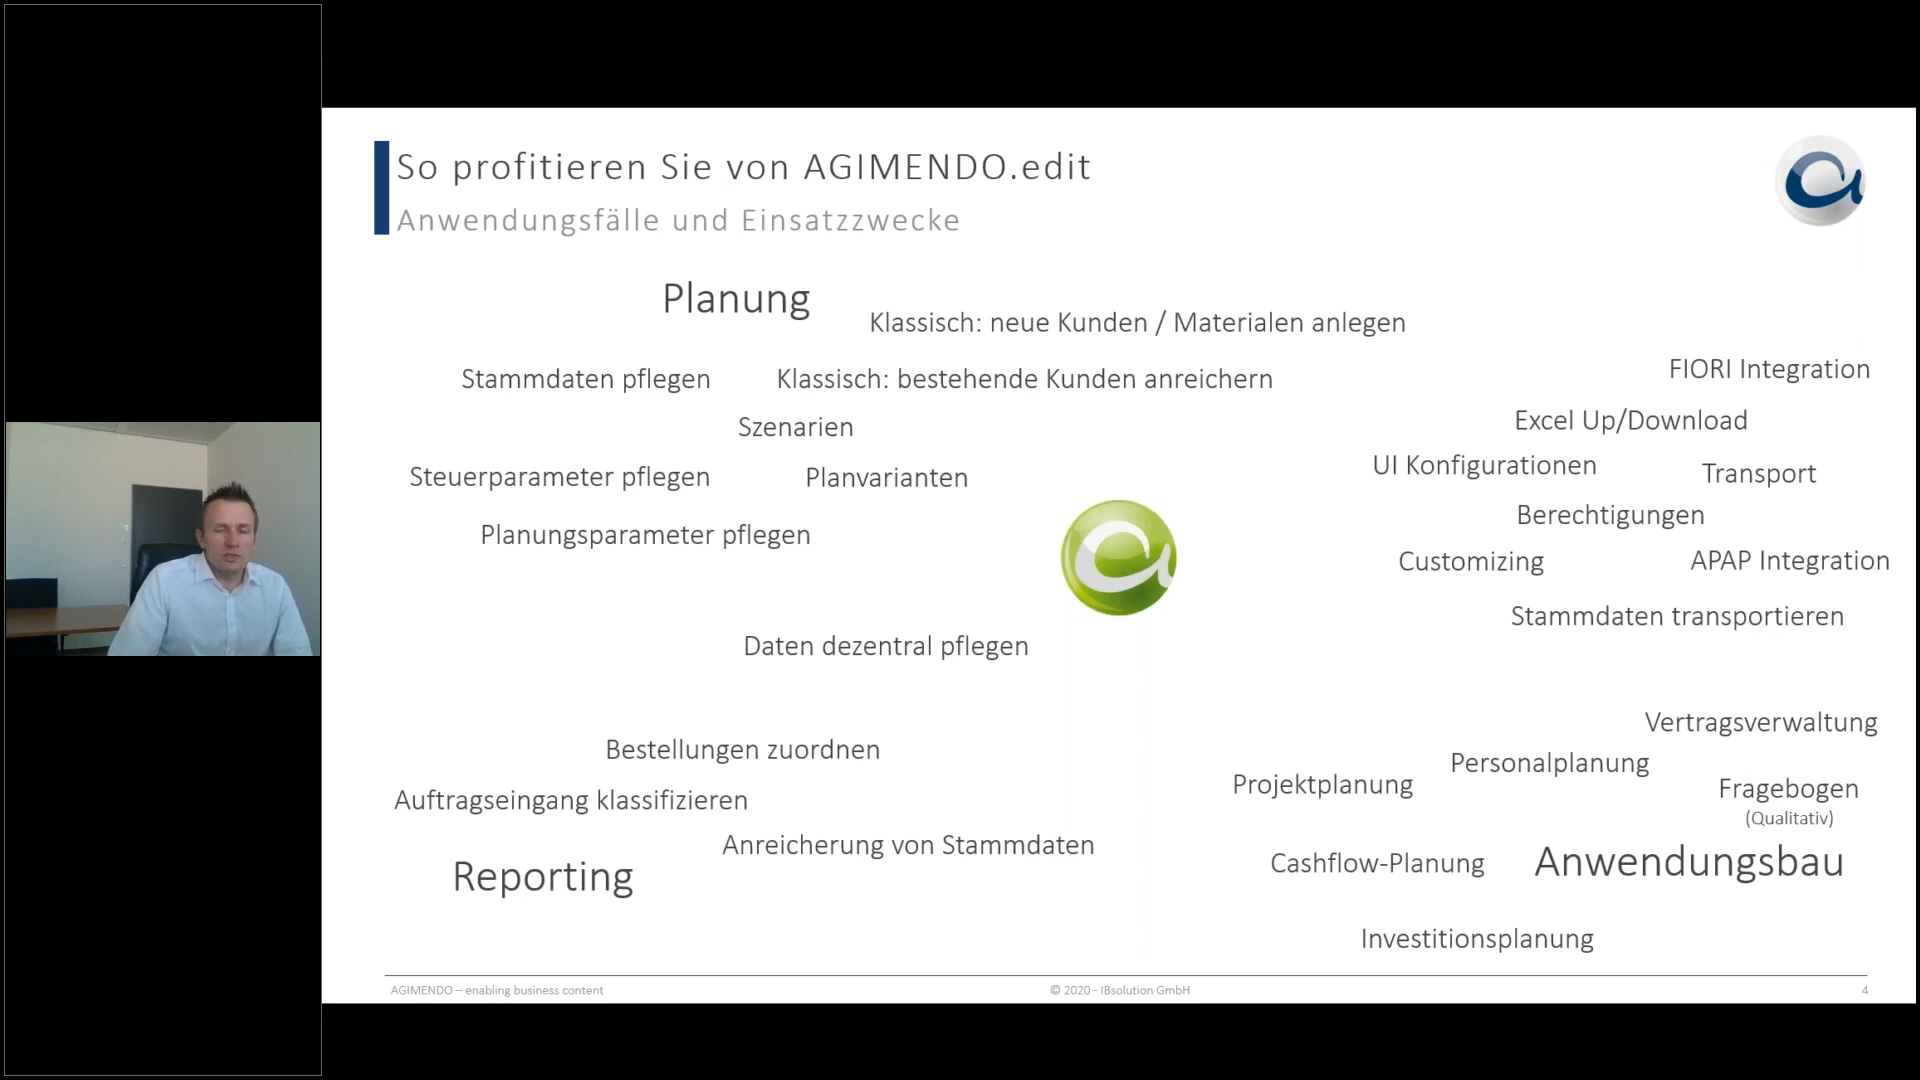 So profitieren Sie von AGIMENDO.edit
Anwendungsfälle und Einsatzzwecke
Planung
Klassisch: neue Kunden / Materialen anlegen
Stammdaten pflegen
Klassisch: bestehende Kunden anreichern
Szenarien
Steuerparameter pflegen
Planvarianten
Planungsparameter pflegen
FIORI Integration
Excel Up/Download
UI Konfigurationen
Transport
Berechtigungen
Customizing
APAP Integration
Stammdaten transportieren
Daten dezentral pflegen
Bestellungen zuordnen
Auftragseingang klassifizieren
Anreicherung von Stammdaten
Reporting
Vertragsverwaltung
Personalplanung
Projektplanung
Fragebogen
(Qualitativ)
Cashflow-Planung
Anwendungsbau
Investitionsplanung
AGIMENDO – enabling business content
© 2020 - IBsolution GmbH
4